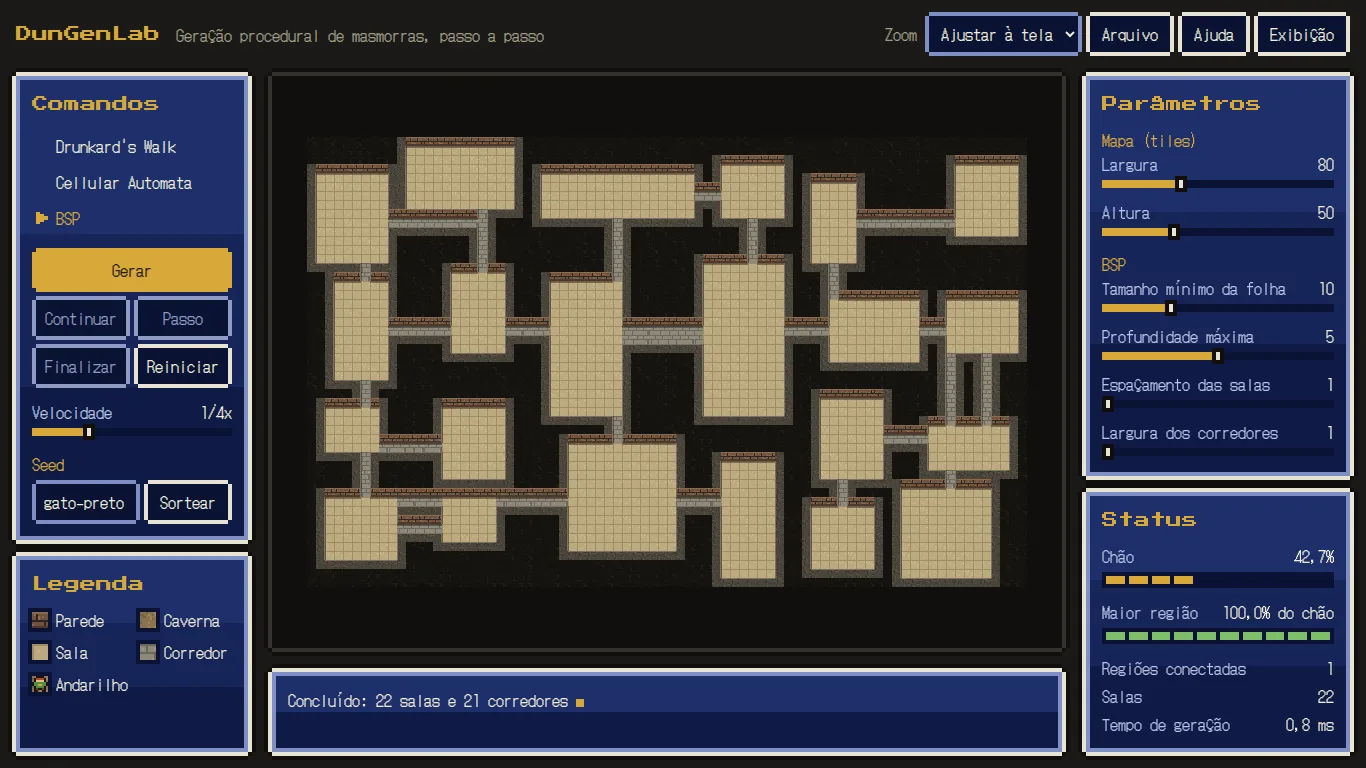 DunGenLab Geração procedural de masmorras, passo a passo Zoom Ajustar à tela Arquivo Ajuda Exibição
Comandos
Drunkard's Walk
Cellular Automata
BSP
Gerar
Continuar Passo
Finalizar Reiniciar
Velocidade 1/4x
Seed
gato-preto Sortear
Legenda
Parede Caverna
Sala Corredor
Andarilho
Concluído: 22 salas e 21 corredores
Parâmetros
Mapa (tiles)
Largura 80
Altura 50
BSP
Tamanho mínimo da folha 10
Profundidade máxima 5
Espaçamento das salas 1
Largura dos corredores 1
Status
Chão 42,7%
Maior região 100,0% do chão
Regiões conectadas 1
Salas 22
Tempo de geração 0,8 ms